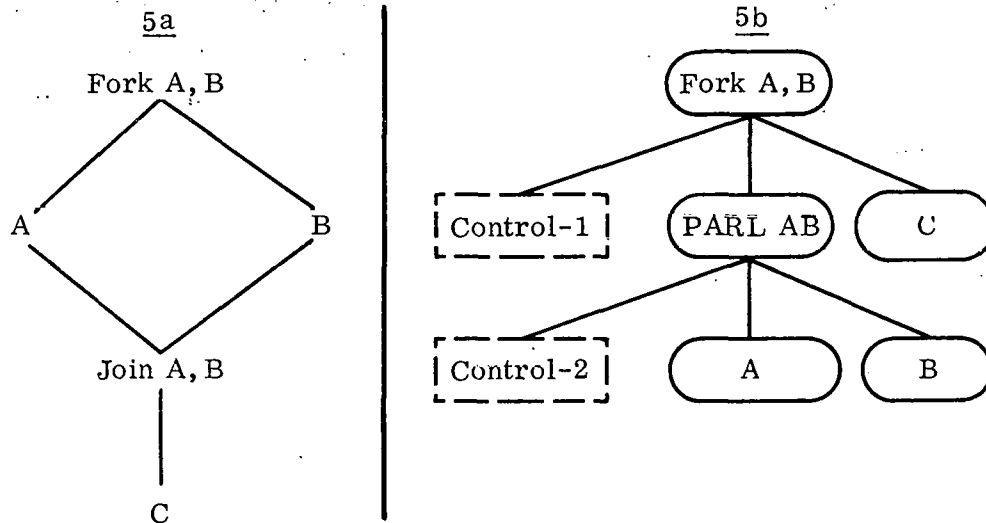 5a
Fork A, B
A
B
Join A, B
C
5b
Fork A, B
Control-1
PARL AB
C
Control-2
A
B